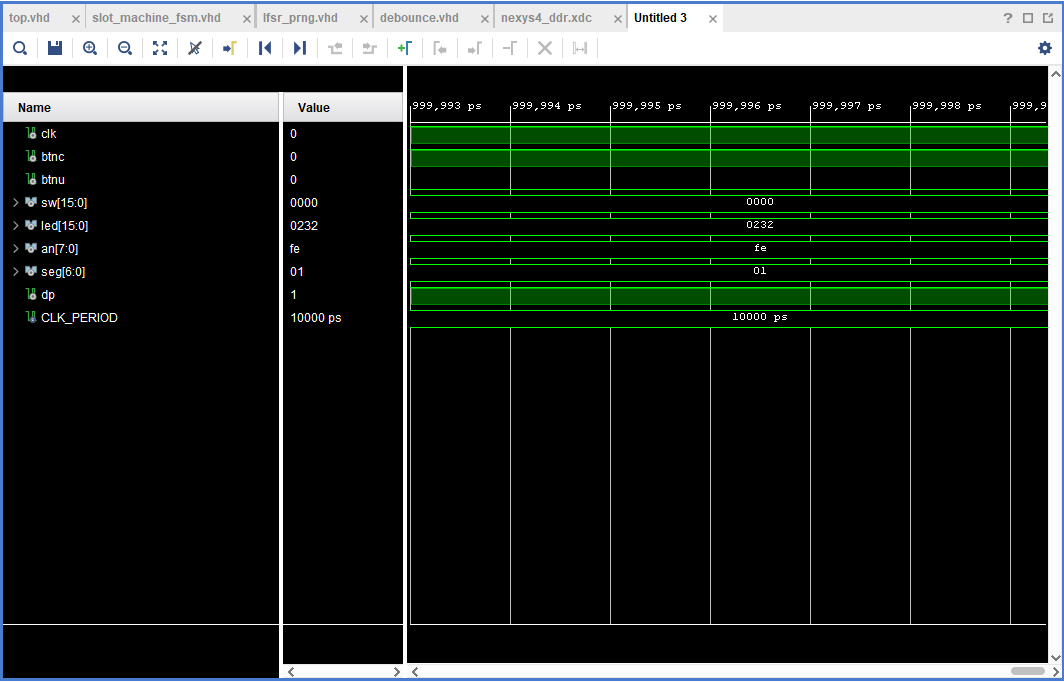 top.vhd × slot_machine_fsm.vhd × lfsr_prng.vhd × debounce.vhd × nexys4_ddr.xdc × Untitled 3 × ?
Name Value 999,993 ps 999,994 ps 999,995 ps 999,996 ps 999,997 ps 999,998 ps 999,9
clk 0
btnc 0
btnu 0
sw[15:0] 0000 0000
led[15:0] 0232 0232
an[7:0] fe fe
seg[6:0] 01 01
dp 1
CLK_PERIOD 10000 ps 10000 ps